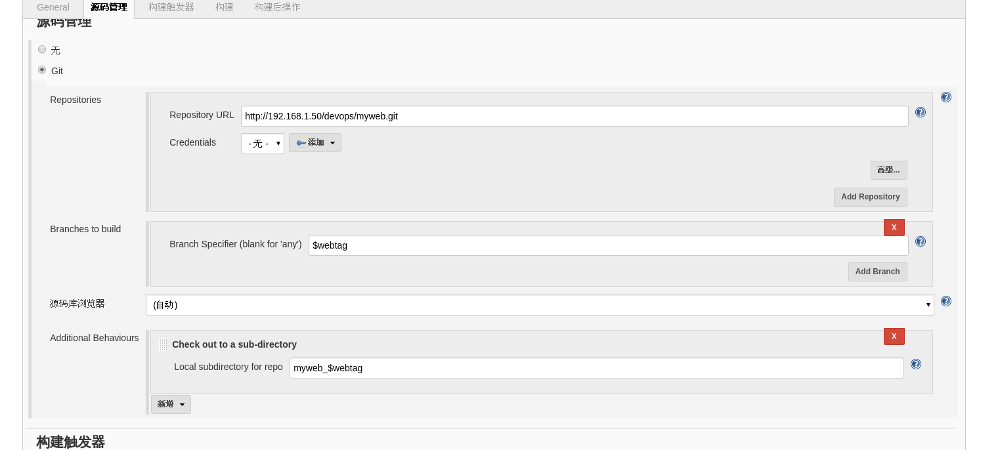 General 源码管理 构建触发器 构建 构建后操作
源码管理
无
Git
Repositories
Repository URL http://192.168.1.50/devops/myweb.git
Credentials - 无 - 添加
高级...
Add Repository
Branches to build
X
Branch Specifier (blank for 'any') $webtag
Add Branch
源码库浏览器 (自动)
Additional Behaviours
X
Check out to a sub-directory
Local subdirectory for repo myweb_$webtag
新增
构建触发器